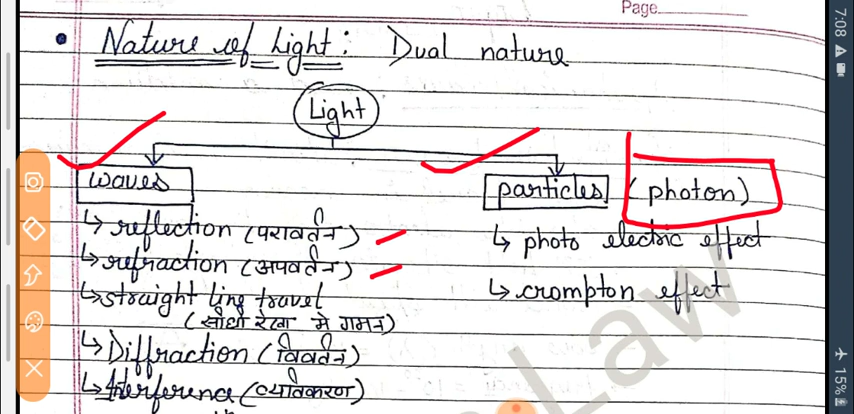 Page
• Nature of Light: Dual nature
Light
waves
particles (photon)
↳ reflection (परावर्तन)
↳ refraction (अपवर्तन)
↳ straight line travel
(सीधी रेखा मे गमन)
↳ Diffraction (विवर्तन)
↳ Interference (व्यतिकरण)
↳ photo electric effect
↳ crompton effect
Law
7:08
15%